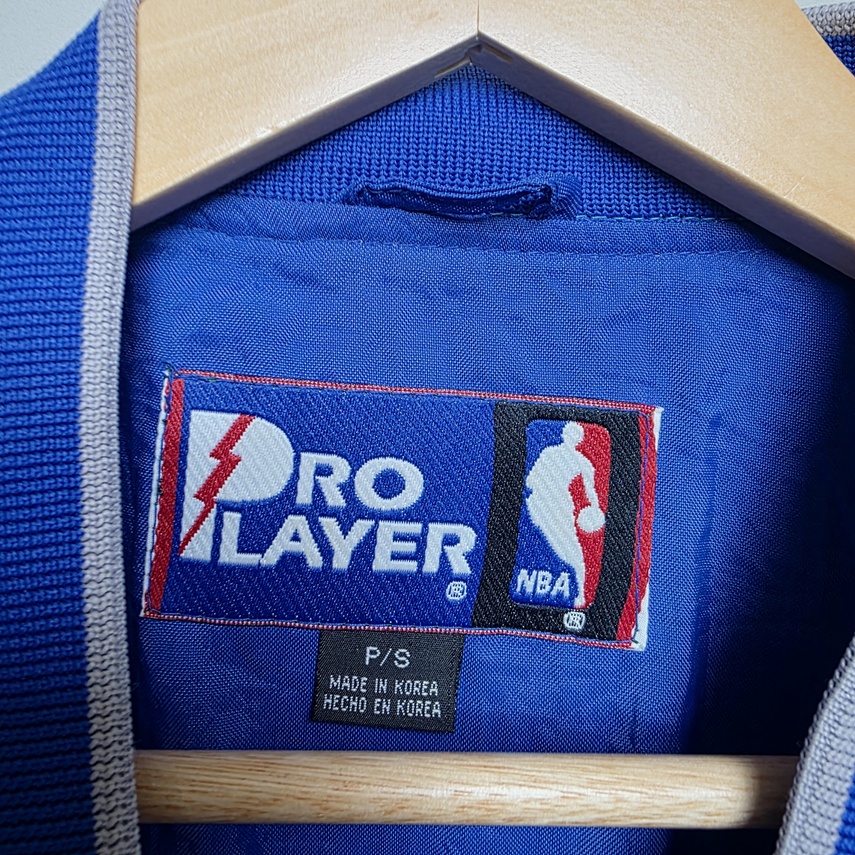 PRO
PLAYER
®
NBA
®
P/S
MADE IN KOREA
HECHO EN KOREA